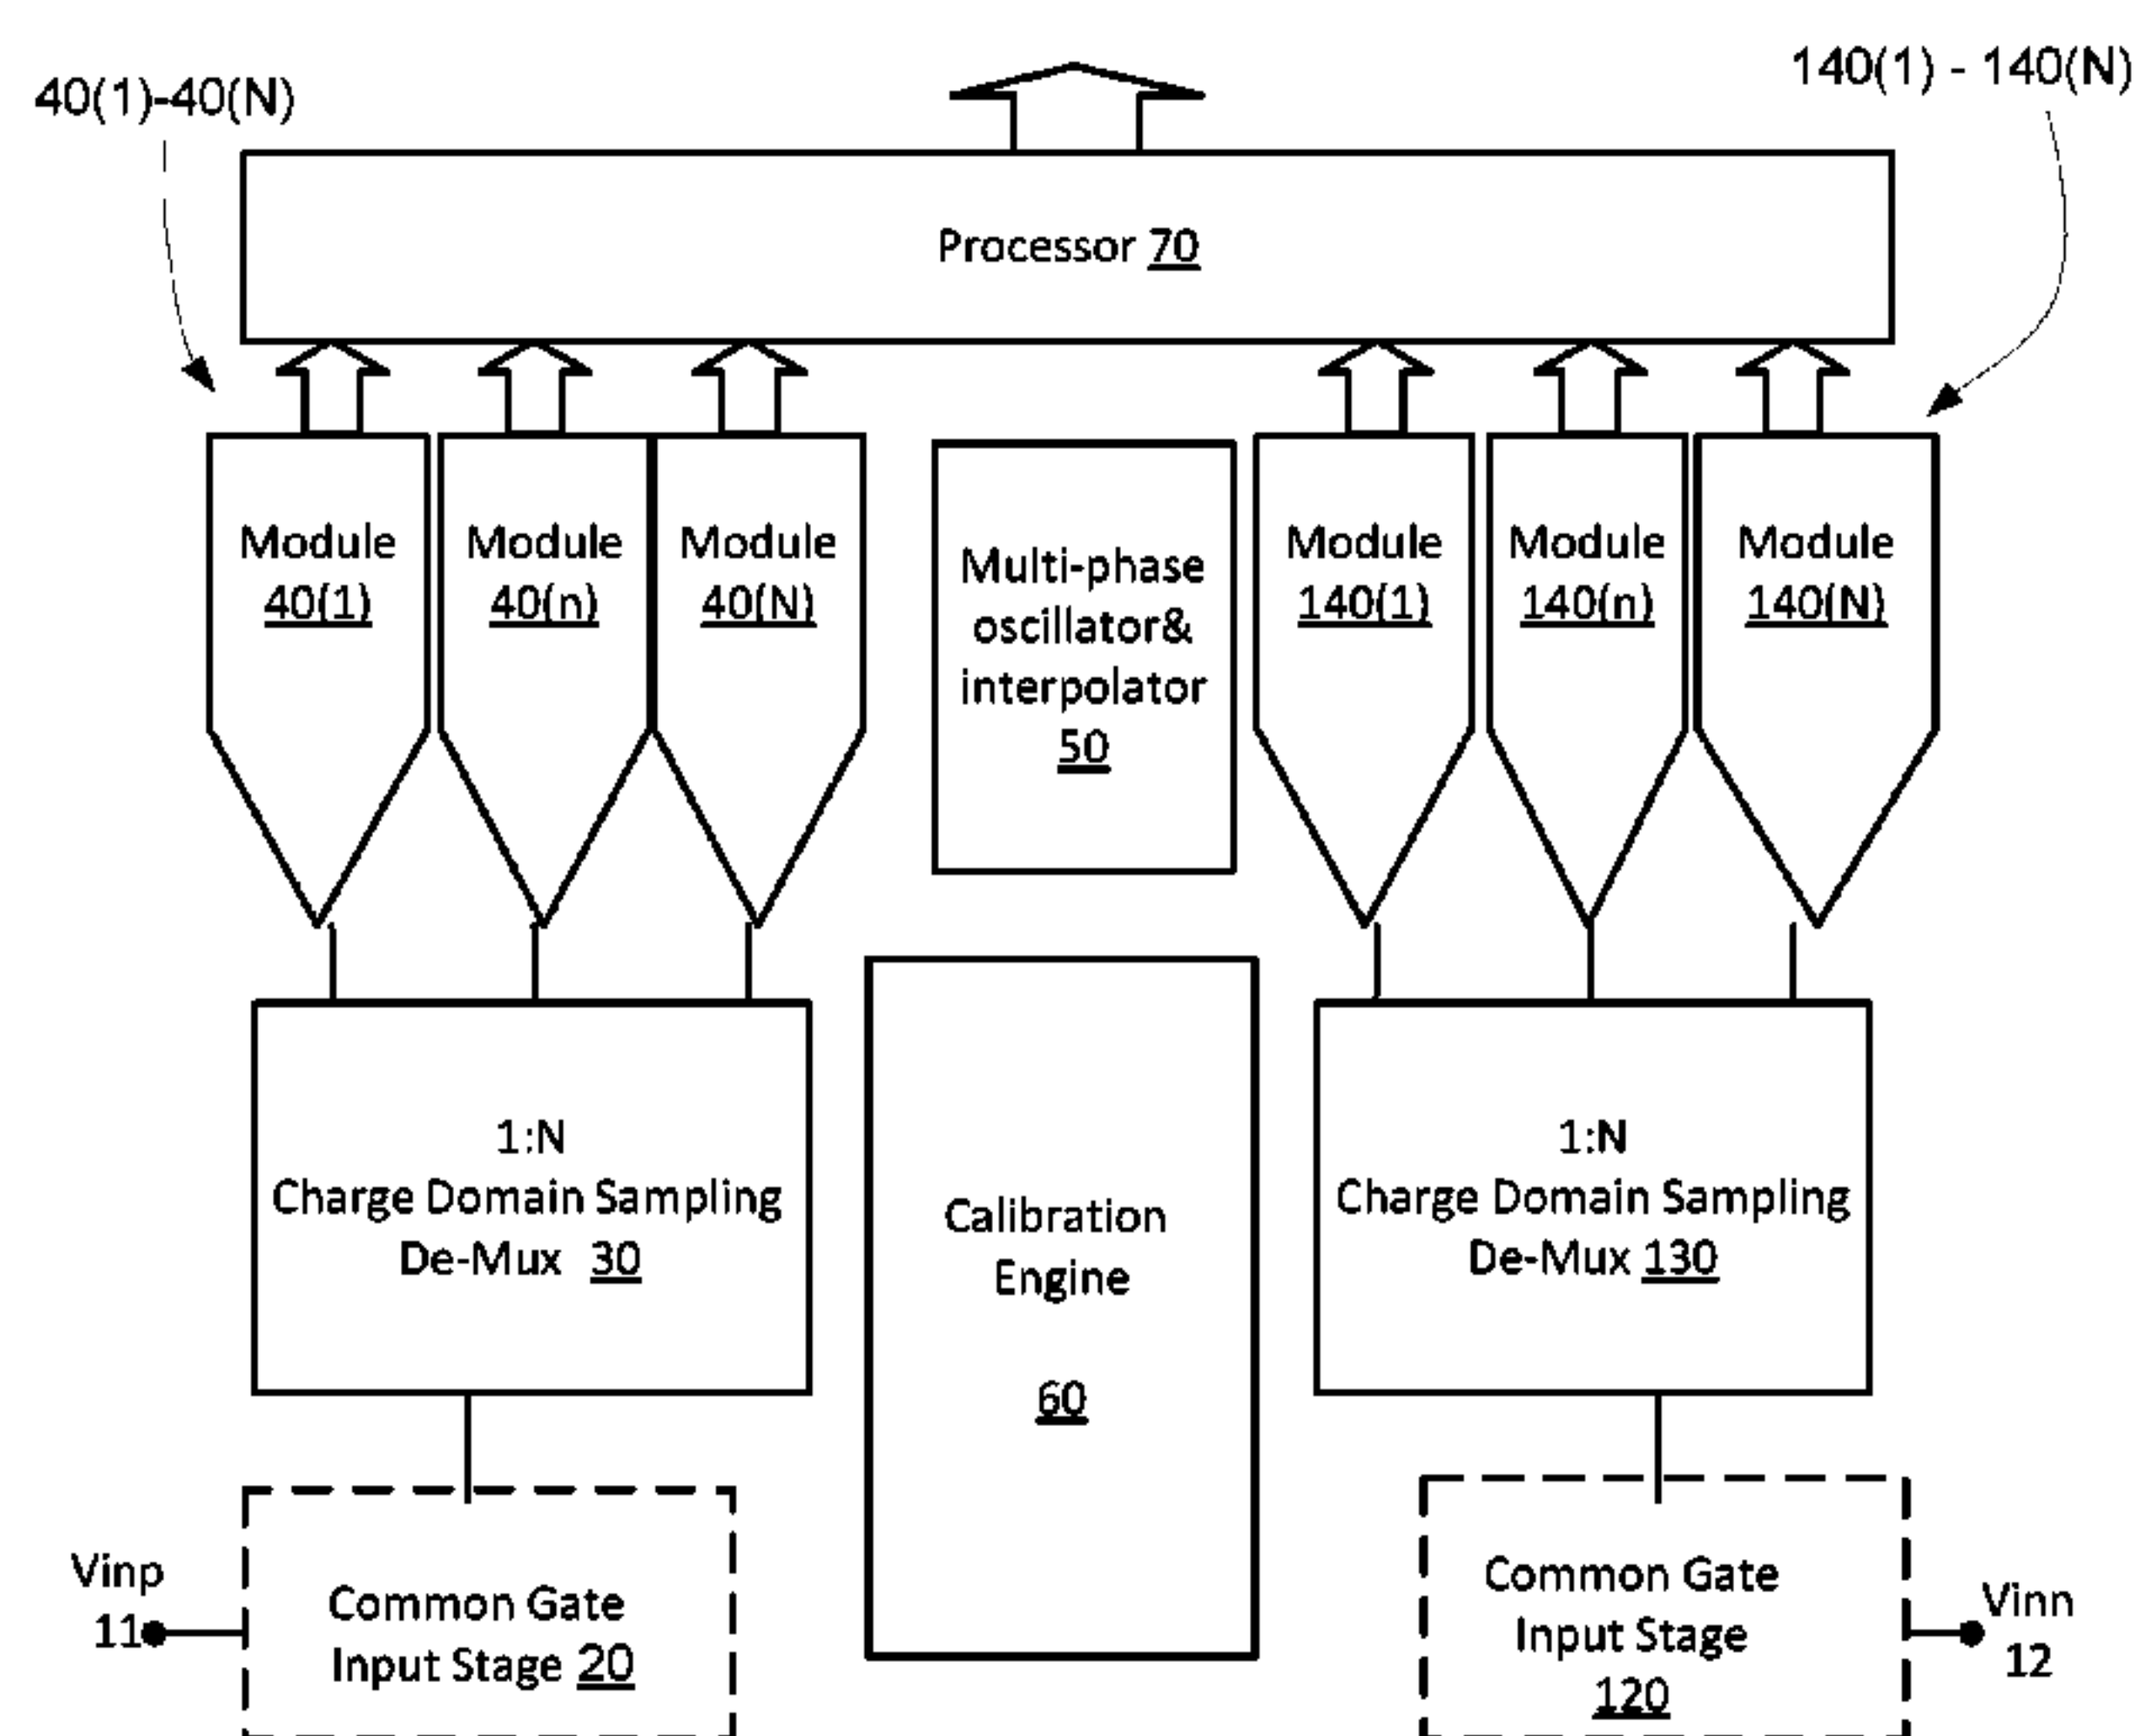 40(1)-40(N)
140(1) - 140(N)
Processor 70
Module
40(1)
Module
40(n)
Module
40(N)
Multi-phase
oscillator&
interpolator
50
Module
140(1)
Module
140(n)
Module
140(N)
1:N
Charge Domain Sampling
De-Mux 30
Calibration
Engine
60
1:N
Charge Domain Sampling
De-Mux 130
Vinp
11
Common Gate
Input Stage 20
Common Gate
Input Stage
120
Vinn
12